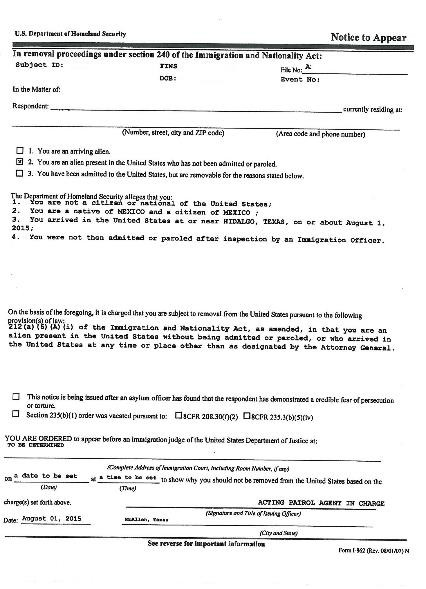 U.S. Department of Homeland Security
Notice to Appear
In removal proceedings under section 240 of the Immigration and Nationality Act:
Subject ID: FINS File No: A
DOB: Event No:
In the Matter of:
Respondent: currently residing at:
(Number, street, city and ZIP code) (Area code and phone number)
1. You are an arriving alien.
2. You are an alien present in the United States who has not been admitted or paroled.
3. You have been admitted to the United States, but are removable for the reasons stated below.
The Department of Homeland Security alleges that you:
1. You are not a citizen or national of the United States;
2. You are a native of MEXICO and a citizen of MEXICO ;
3. You arrived in the United States at or near HIDALGO, TEXAS, on or about August 1,
2015;
4. You were not then admitted or paroled after inspection by an Immigration Officer.
On the basis of the foregoing, it is charged that you are subject to removal from the United States pursuant to the following
provision(s) of law:
212(a)(6)(A)(i) of the Immigration and Nationality Act, as amended, in that you are an
alien present in the United States without being admitted or paroled, or who arrived in
the United States at any time or place other than as designated by the Attorney General.
This notice is being issued after an asylum officer has found that the respondent has demonstrated a credible fear of persecution
or torture.
Section 235(b)(1) order was vacated pursuant to: 8CFR 208.30(f)(2) 8CFR 235.3(b)(5)(iv)
YOU ARE ORDERED to appear before an immigration judge of the United States Department of Justice at:
TO BE DETERMINED
(Complete Address of Immigration Court, including Room Number, if any)
on a date to be set at a time to be set to show why you should not be removed from the United States based on the
(Date) (Time)
charge(s) set forth above. ACTING PATROL AGENT IN CHARGE
(Signature and Title of Issuing Officer)
Date: August 01, 2015 McAllen, Texas
(City and State)
See reverse for important information
Form I-862 (Rev. 08/01/07) N